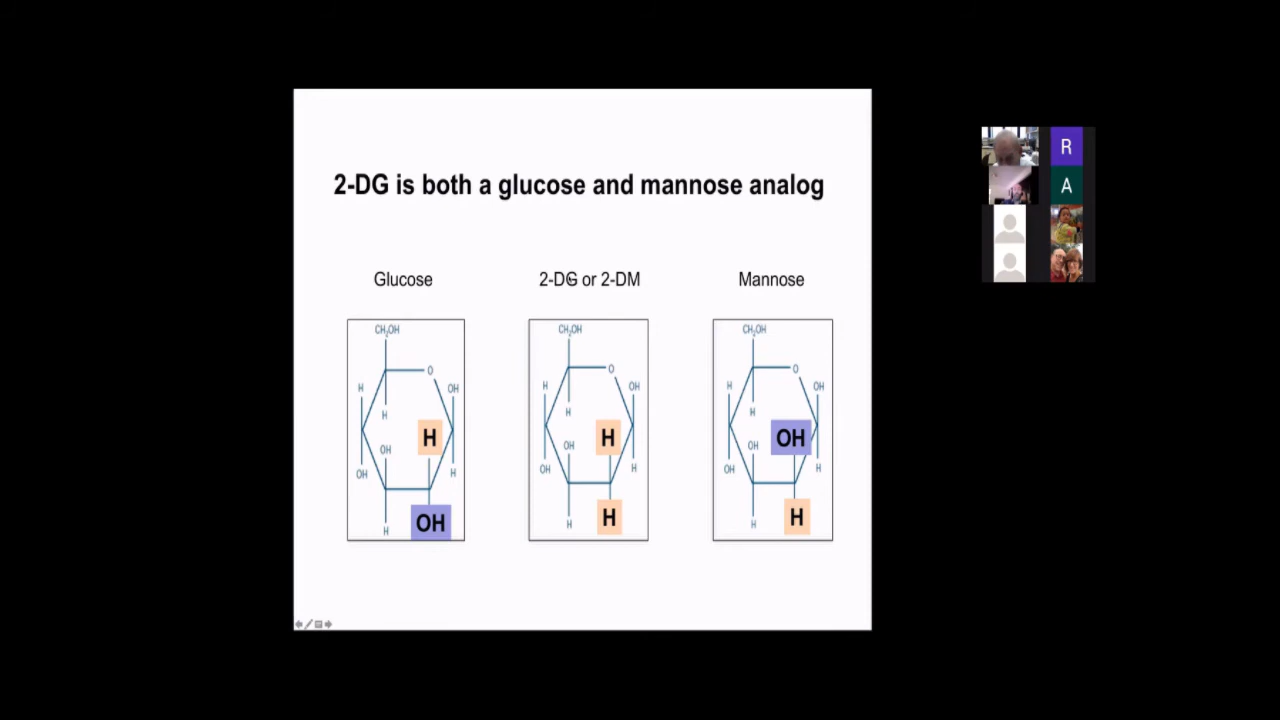 2-DG is both a glucose and mannose analog
Glucose
2-DG or 2-DM
Mannose
CH2OH
O
H
OH
H
H
OH
OH
H
H
OH
CH2OH
O
H
OH
H
H
OH
OH
H
H
H
CH2OH
O
H
OH
H
OH
OH
OH
H
H
H
R
A